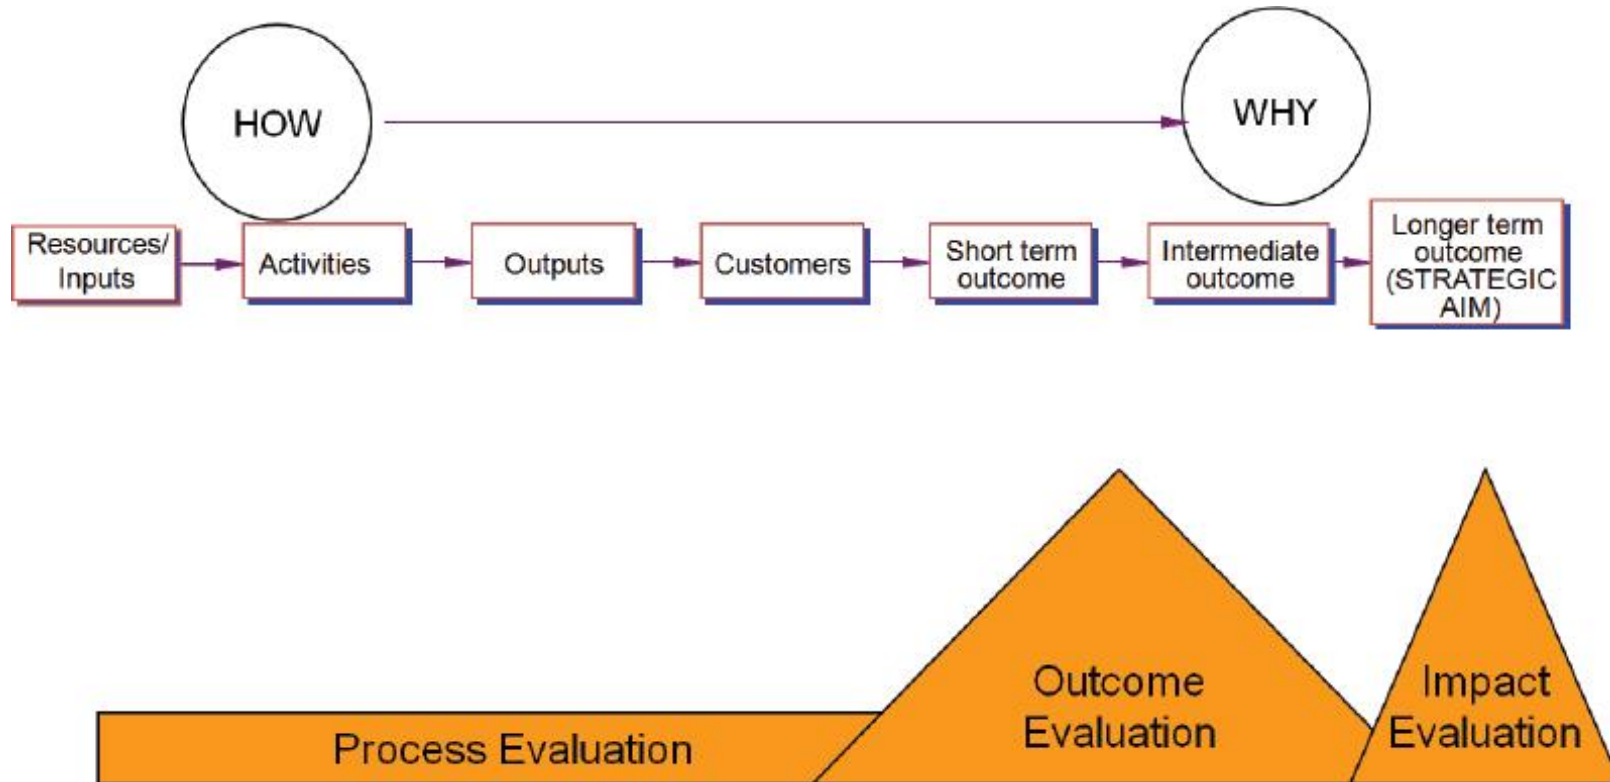 HOW
WHY
Resources/
Inputs
Activities
Outputs
Customers
Short term
outcome
Intermediate
outcome
Longer term
outcome
(STRATEGIC
AIM)
Process Evaluation
Outcome
Evaluation
Impact
Evaluation